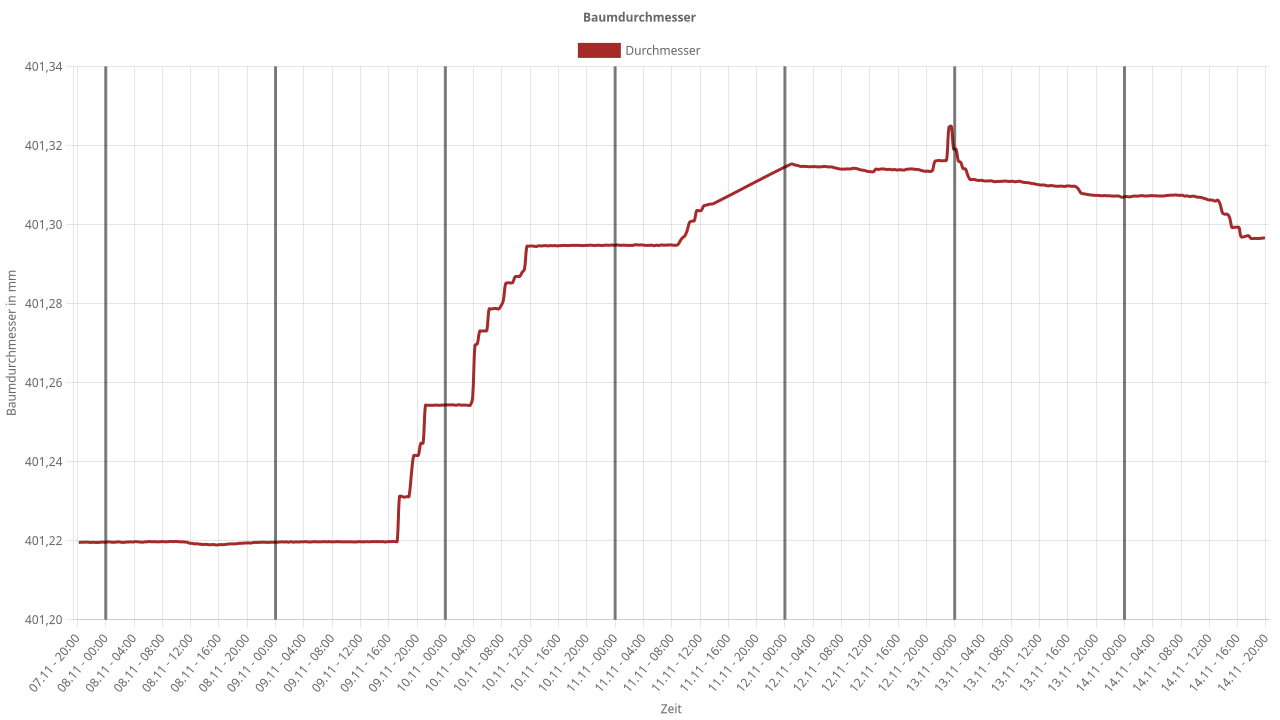 Baumdurchmesser
Durchmesser
401,34
401,32
401,30
401,28
401,26
401,24
401,22
401,20
Baumdurchmesser in mm
07.11 - 20:00
08.11 - 00:00
08.11 - 04:00
08.11 - 08:00
08.11 - 12:00
08.11 - 16:00
08.11 - 20:00
09.11 - 00:00
09.11 - 04:00
09.11 - 08:00
09.11 - 12:00
09.11 - 16:00
09.11 - 20:00
10.11 - 00:00
10.11 - 04:00
10.11 - 08:00
10.11 - 12:00
10.11 - 16:00
10.11 - 20:00
11.11 - 00:00
11.11 - 04:00
11.11 - 08:00
11.11 - 12:00
11.11 - 16:00
11.11 - 20:00
12.11 - 00:00
12.11 - 04:00
12.11 - 08:00
12.11 - 12:00
12.11 - 16:00
12.11 - 20:00
13.11 - 00:00
13.11 - 04:00
13.11 - 08:00
13.11 - 12:00
13.11 - 16:00
13.11 - 20:00
14.11 - 00:00
14.11 - 04:00
14.11 - 08:00
14.11 - 12:00
14.11 - 16:00
14.11 - 20:00
Zeit